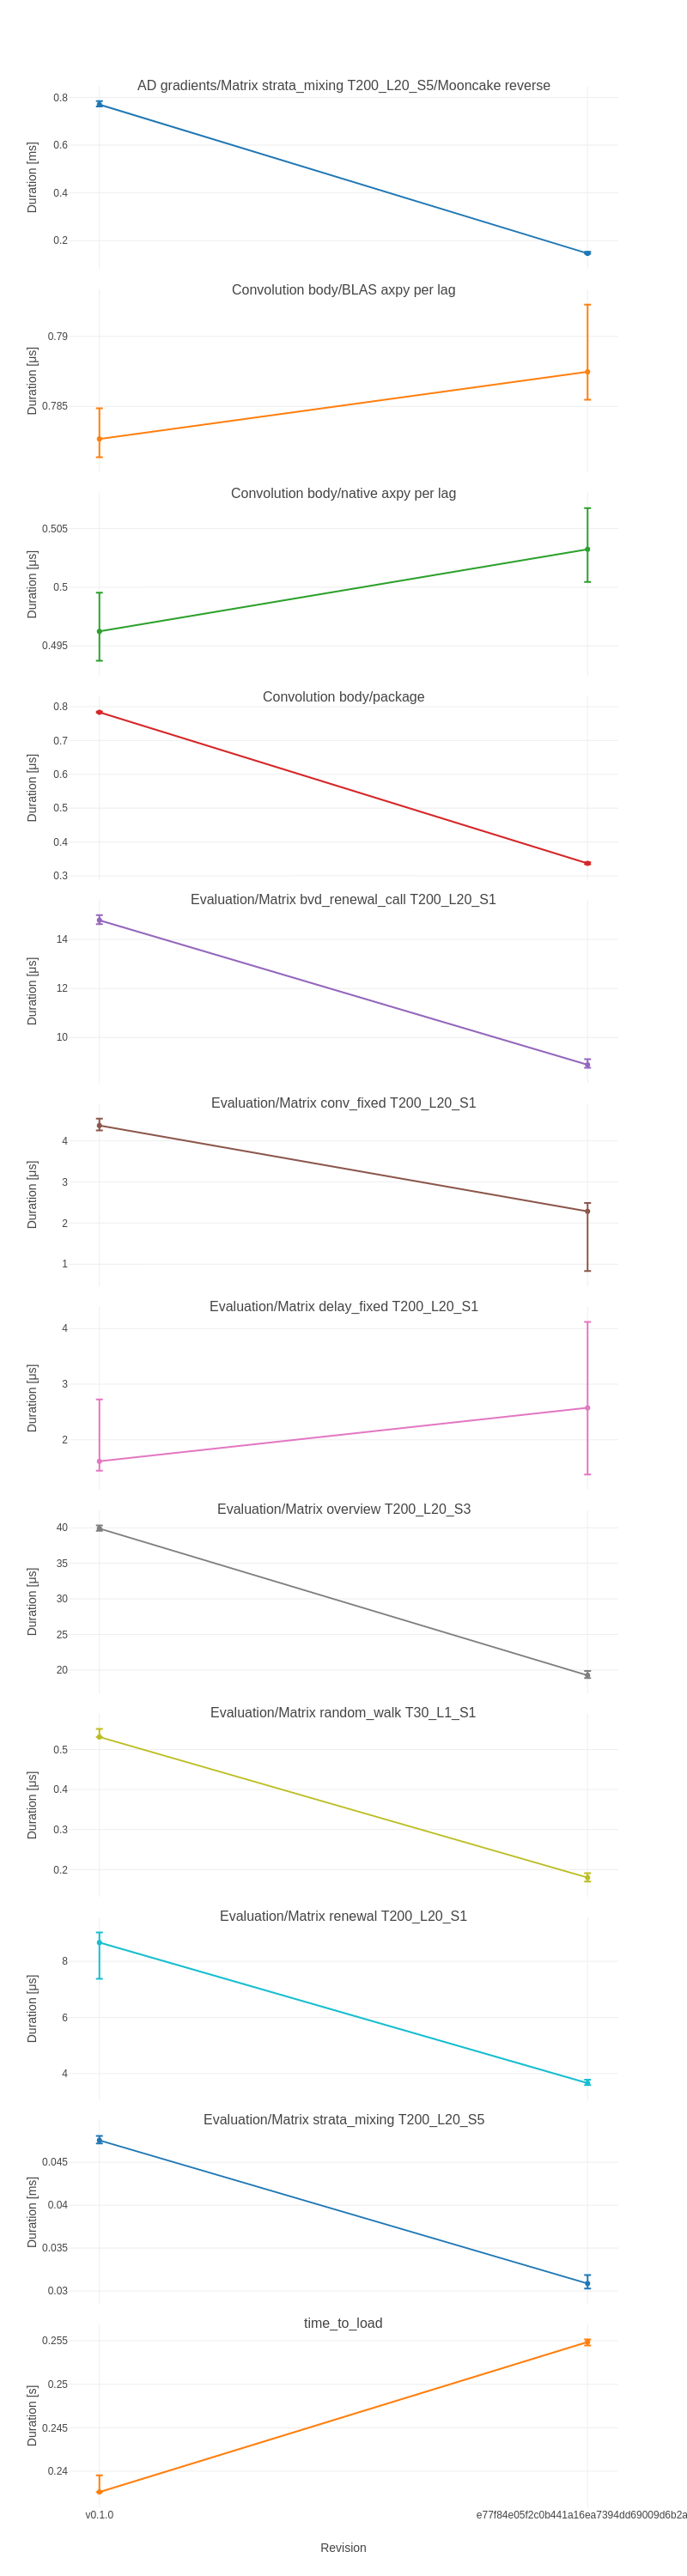 AD gradients/Matrix strata_mixing T200_L20_S5/Mooncake reverse
0.8
0.6
0.4
0.2
Duration [ms]
Convolution body/BLAS axpy per lag
0.79
0.785
Duration [μs]
Convolution body/native axpy per lag
0.505
0.5
0.495
Duration [μs]
Convolution body/package
0.8
0.7
0.6
0.5
0.4
0.3
Duration [μs]
Evaluation/Matrix bvd_renewal_call T200_L20_S1
14
12
10
Duration [μs]
Evaluation/Matrix conv_fixed T200_L20_S1
4
3
2
1
Duration [μs]
Evaluation/Matrix delay_fixed T200_L20_S1
4
3
2
Duration [μs]
Evaluation/Matrix overview T200_L20_S3
40
35
30
25
20
Duration [μs]
Evaluation/Matrix random_walk T30_L1_S1
0.5
0.4
0.3
0.2
Duration [μs]
Evaluation/Matrix renewal T200_L20_S1
8
6
4
Duration [μs]
Evaluation/Matrix strata_mixing T200_L20_S5
0.045
0.04
0.035
0.03
Duration [ms]
time_to_load
0.255
0.25
0.245
0.24
Duration [s]
v0.1.0
e77f84e05f2c0b441a16ea7394dd69009d6b2a
Revision